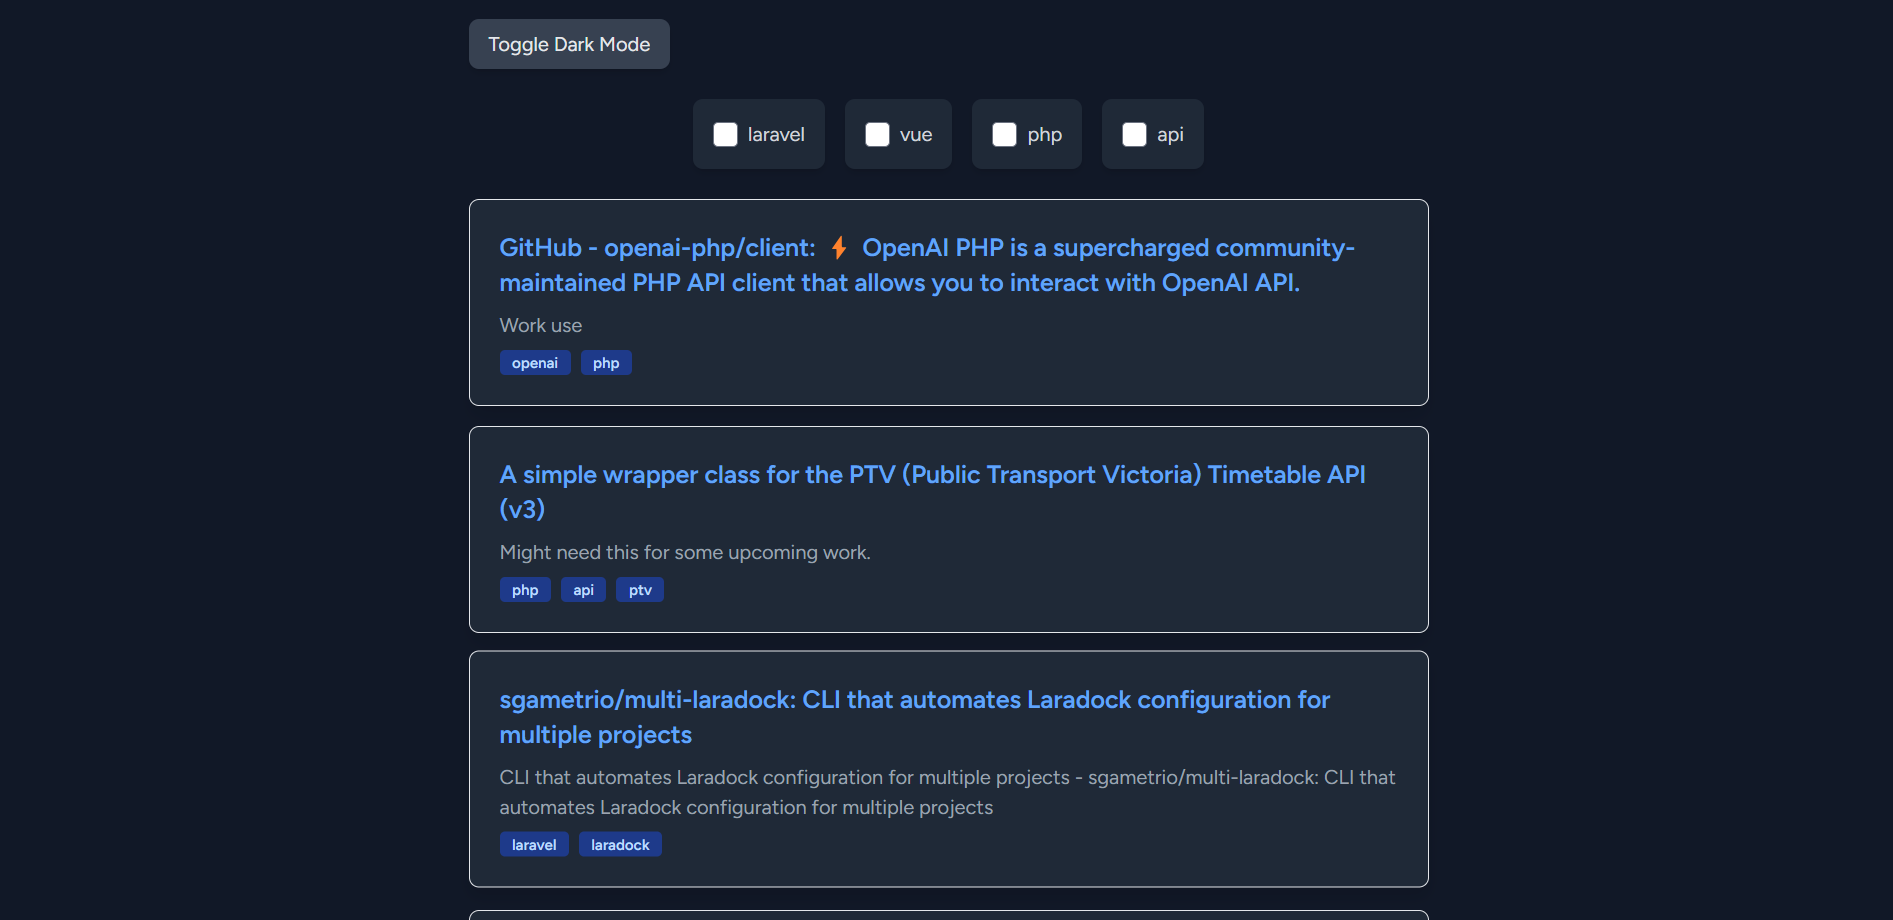 Toggle Dark Mode
laravel vue php api
GitHub - openai-php/client: ⚡ OpenAI PHP is a supercharged community-
maintained PHP API client that allows you to interact with OpenAI API.
Work use
openai php
A simple wrapper class for the PTV (Public Transport Victoria) Timetable API
(v3)
Might need this for some upcoming work.
php api ptv
sgametrio/multi-laradock: CLI that automates Laradock configuration for
multiple projects
CLI that automates Laradock configuration for multiple projects - sgametrio/multi-laradock: CLI that
automates Laradock configuration for multiple projects
laravel laradock